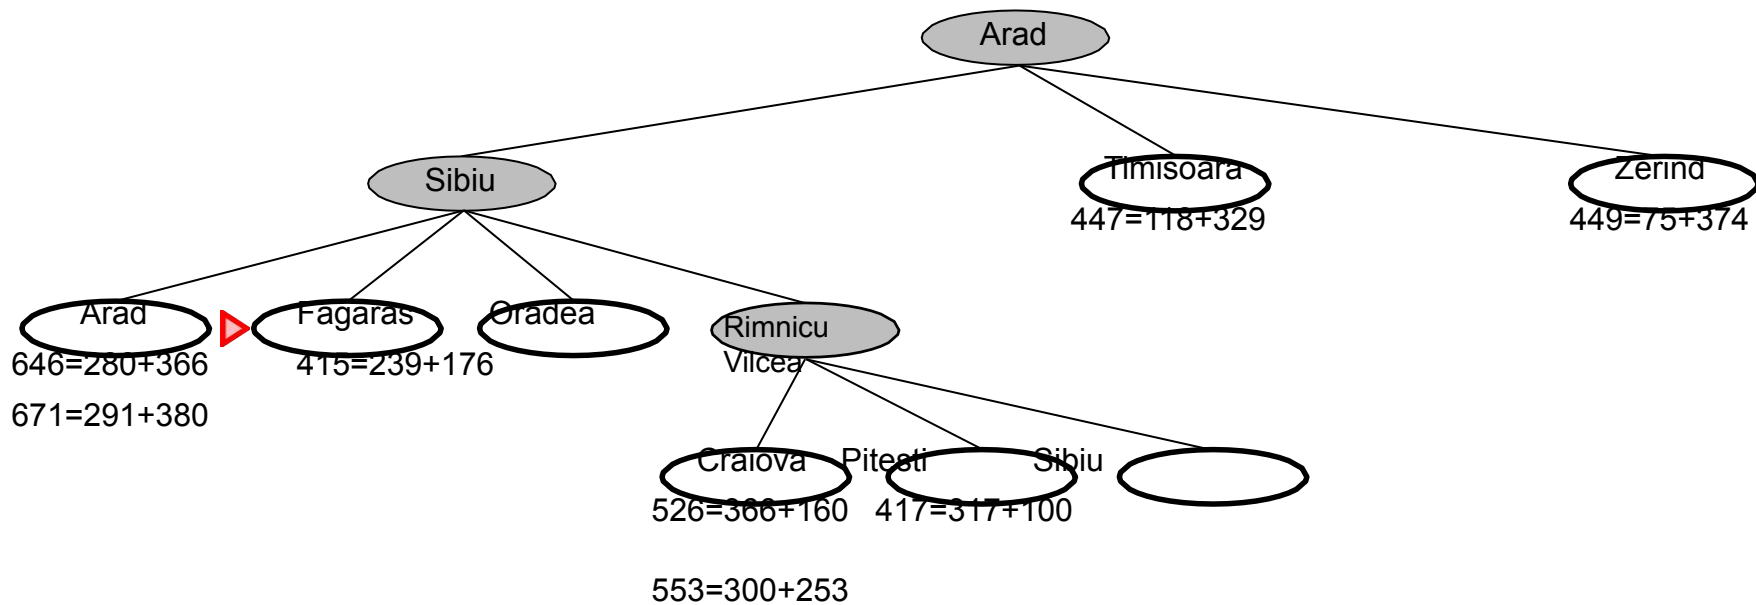 Arad
Sibiu
Timisoara
Zerind
447=118+329
449=75+374
Arad
Fagaras
Oradea
Rimnicu
Vilcea
646=280+366
415=239+176
671=291+380
Craiova
Pitesti
Sibiu
526=366+160
417=317+100
553=300+253